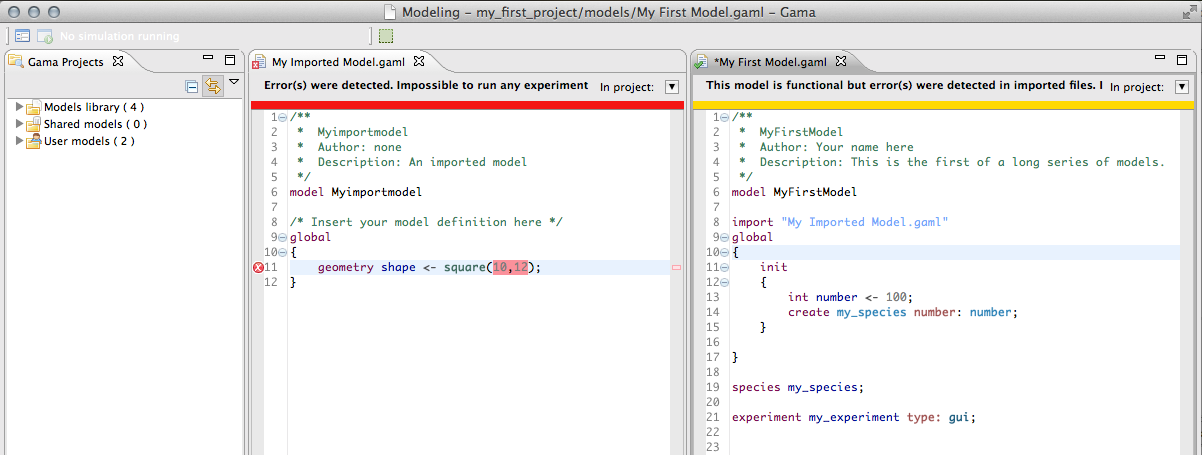 Modeling - my_first_project/models/My First Model.gaml - Gama
No simulation running
Gama Projects
Models library ( 4 )
Shared models ( 0 )
User models ( 2 )
My Imported Model.gaml
Error(s) were detected. Impossible to run any experiment
In project:
1 /**
2  *  Myimportmodel
3  *  Author: none
4  *  Description: An imported model
5  */
6 model Myimportmodel
7
8 /* Insert your model definition here */
9 global
10 {
11     geometry shape <- square(10,12);
12 }
*My First Model.gaml
This model is functional but error(s) were detected in imported files. I
In project:
1 /**
2  *  MyFirstModel
3  *  Author: Your name here
4  *  Description: This is the first of a long series of models.
5  */
6 model MyFirstModel
7
8 import "My Imported Model.gaml"
9 global
10 {
11     init
12     {
13         int number <- 100;
14         create my_species number: number;
15     }
16
17 }
18
19 species my_species;
20
21 experiment my_experiment type: gui;
22
23